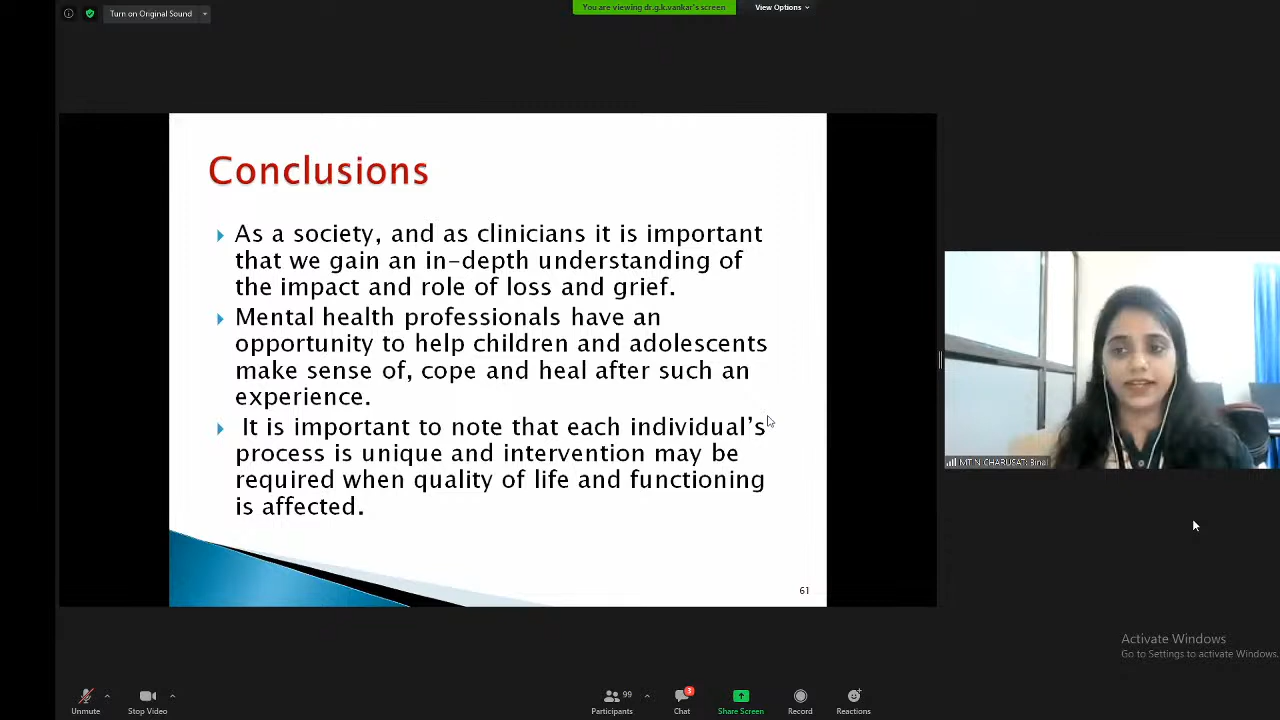 Turn on Original Sound
You are viewing dr.g.k.vankar's screen
View Options
Conclusions
As a society, and as clinicians it is important
that we gain an in-depth understanding of
the impact and role of loss and grief.
Mental health professionals have an
opportunity to help children and adolescents
make sense of, cope and heal after such an
experience.
It is important to note that each individual's
process is unique and intervention may be
required when quality of life and functioning
is affected.
61
MTIN CHARUSAT: Binal
Activate Windows
Go to Settings to activate Windows.
Unmute
Stop Video
99
Participants
3
Chat
Share Screen
Record
Reactions